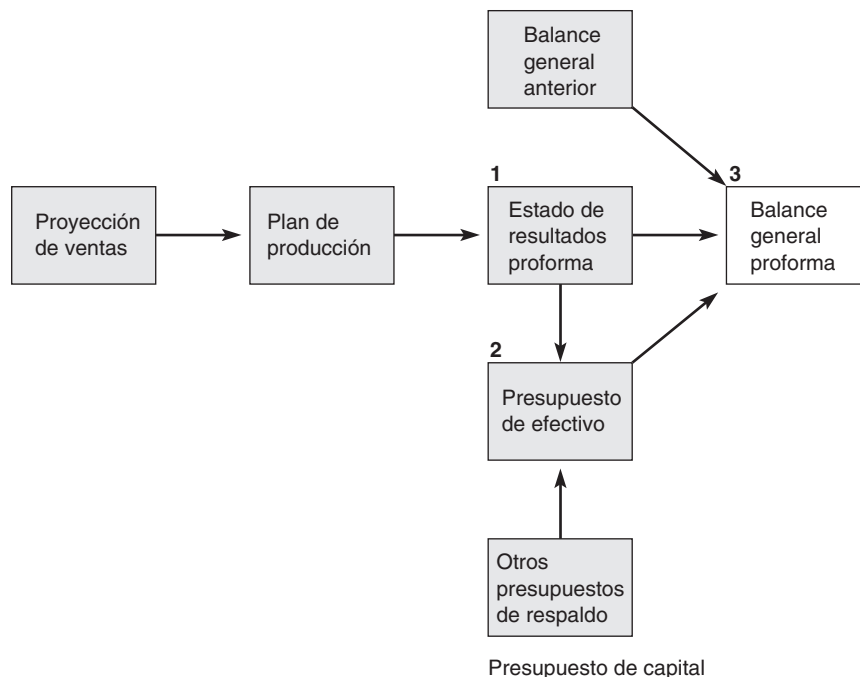 Balance
general
anterior
1
3
Proyección
de ventas
Plan de
producción
Estado de
resultados
proforma
Balance
general
proforma
2
Presupuesto
de efectivo
Otros
presupuestos
de respaldo
Presupuesto de capital